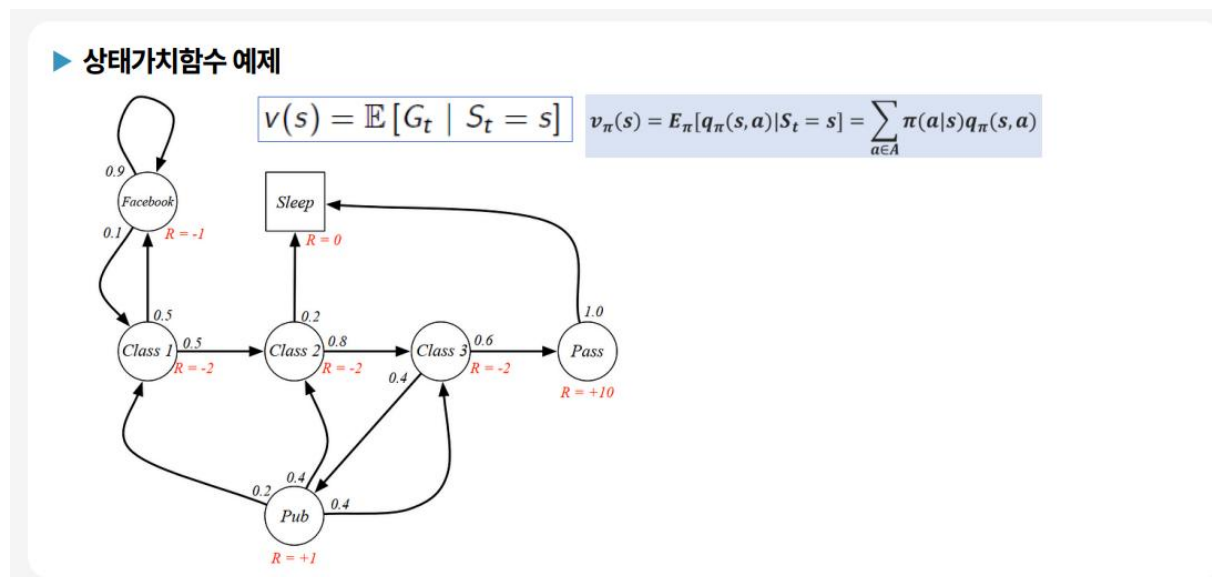 ▶ 상태가치함수 예제
v(s) = 𝔼[G_t | S_t = s]
v_π(s) = E_π[q_π(s,a)|S_t = s] = ∑_{a∈A} π(a|s)q_π(s,a)
0.9
Facebook
0.1
R = -1
Sleep
R = 0
0.5
0.2
1.0
Class 1
0.5
R = -2
Class 2
0.8
R = -2
Class 3
0.6
R = -2
0.4
Pass
R = +10
0.2
0.4
0.4
Pub
R = +1